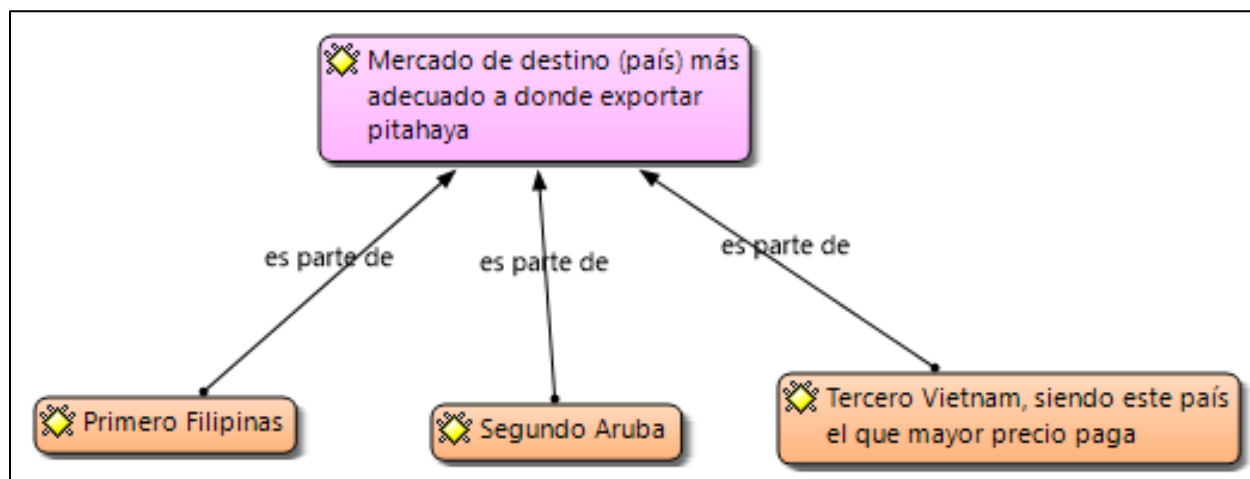 Mercado de destino (país) más
adecuado a donde exportar
pitahaya
es parte de
es parte de
es parte de
Primero Filipinas
Segundo Aruba
Tercero Vietnam, siendo este país
el que mayor precio paga